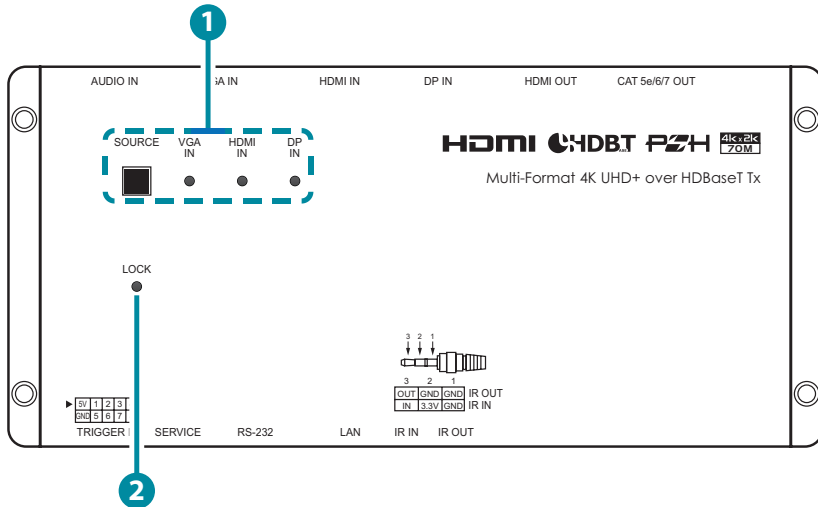 1
AUDIO IN GA IN HDMI IN DP IN HDMI OUT CAT 5e/6/7 OUT
SOURCE VGA IN HDMI IN DP IN
HDMI HDBT 4K x 2K 70M
Multi-Format 4K UHD+ over HDBaseT Tx
LOCK
3 2 1
3 2 1
OUT GND GND IR OUT
IN 3.3V GND IR IN
5V 1 2 3
GND 5 6 7
TRIGGER SERVICE RS-232 LAN IR IN IR OUT
2